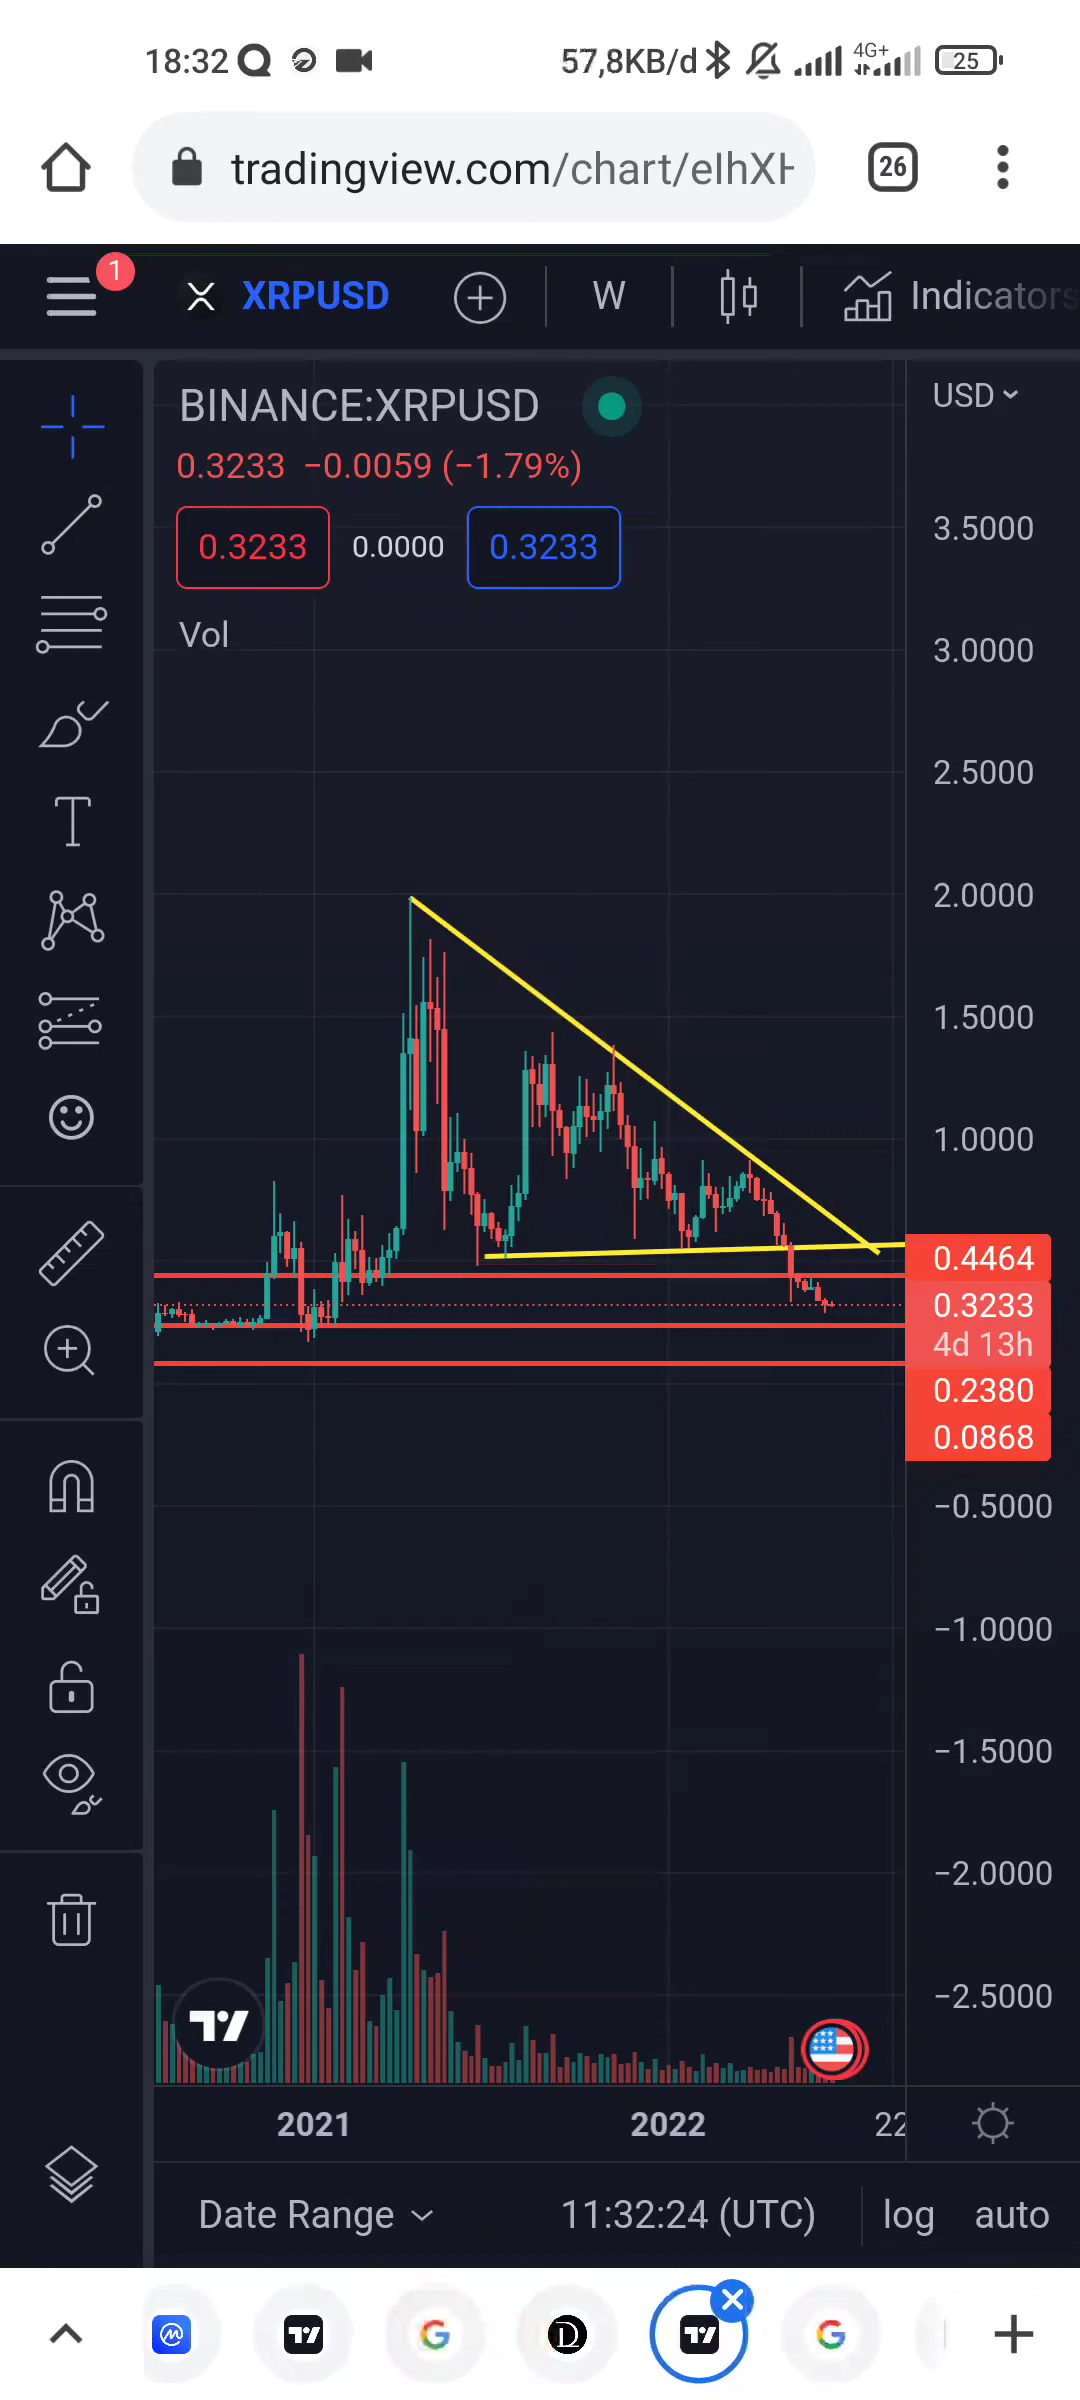 18:32 57,8KB/d 4G+ 25
tradingview.com/chart/eIhXH 26
1 XRPUSD W Indicators
BINANCE:XRPUSD USD
0.3233 −0.0059 (−1.79%)
0.3233 0.0000 0.3233
Vol
3.5000
3.0000
2.5000
2.0000
1.5000
1.0000
0.4464
0.3233
4d 13h
0.2380
0.0868
−0.5000
−1.0000
−1.5000
−2.0000
−2.5000
2021 2022 22
Date Range 11:32:24 (UTC) log auto